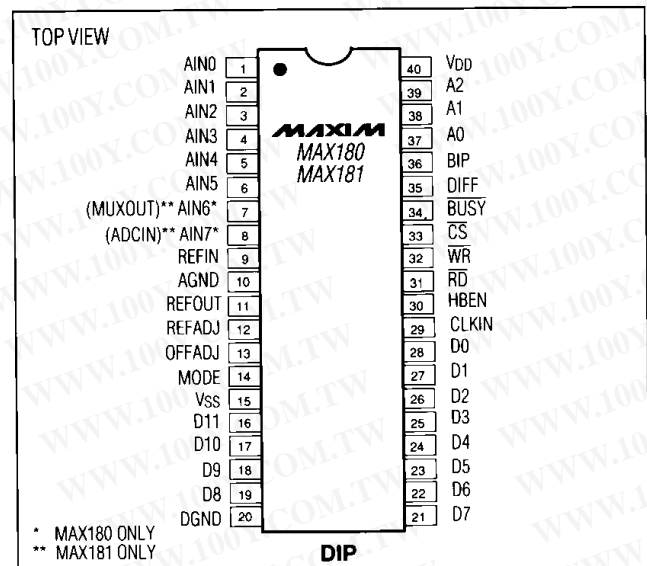 TOP VIEW
AIN0 1
AIN1 2
AIN2 3
AIN3 4
AIN4 5
AIN5 6
(MUXOUT)** AIN6* 7
(ADCIN)** AIN7* 8
REFIN 9
AGND 10
REFOUT 11
REFADJ 12
OFFADJ 13
MODE 14
VSS 15
D11 16
D10 17
D9 18
D8 19
DGND 20
MAXIM
MAX180
MAX181
40 VDD
39 A2
38 A1
37 A0
36 BIP
35 DIFF
34 BUSY
33 CS
32 WR
31 RD
30 HBEN
29 CLKIN
28 D0
27 D1
26 D2
25 D3
24 D4
23 D5
22 D6
21 D7
* MAX180 ONLY
** MAX181 ONLY
DIP
WWW.100Y.COM.TW